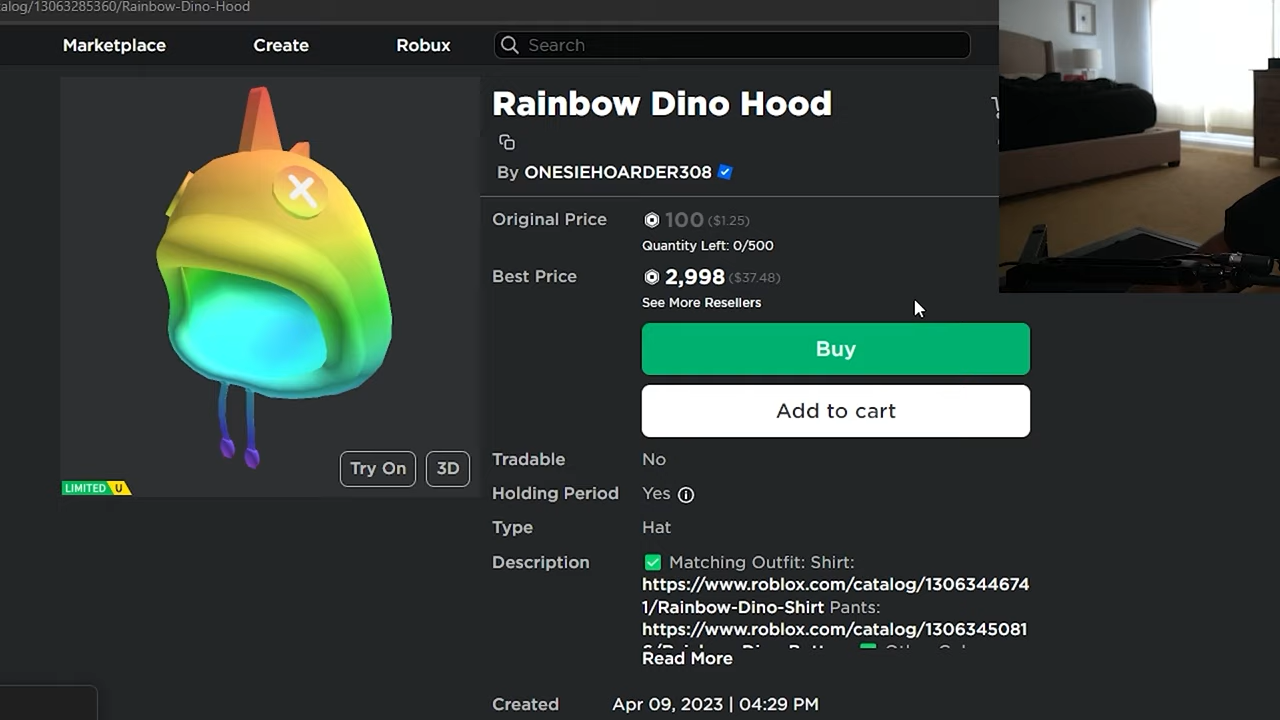 catalog/13063285360/Rainbow-Dino-Hood
Marketplace Create Robux Search
Rainbow Dino Hood
By ONESIEHOARDER308
Original Price 100 ($1.25)
Quantity Left: 0/500
Best Price 2,998 ($37.48)
See More Resellers
Buy
Add to cart
Try On 3D
LIMITED U
Tradable No
Holding Period Yes
Type Hat
Description ✅ Matching Outfit: Shirt:
https://www.roblox.com/catalog/1306344674
1/Rainbow-Dino-Shirt Pants:
https://www.roblox.com/catalog/1306345081
Read More
Created Apr 09, 2023 | 04:29 PM